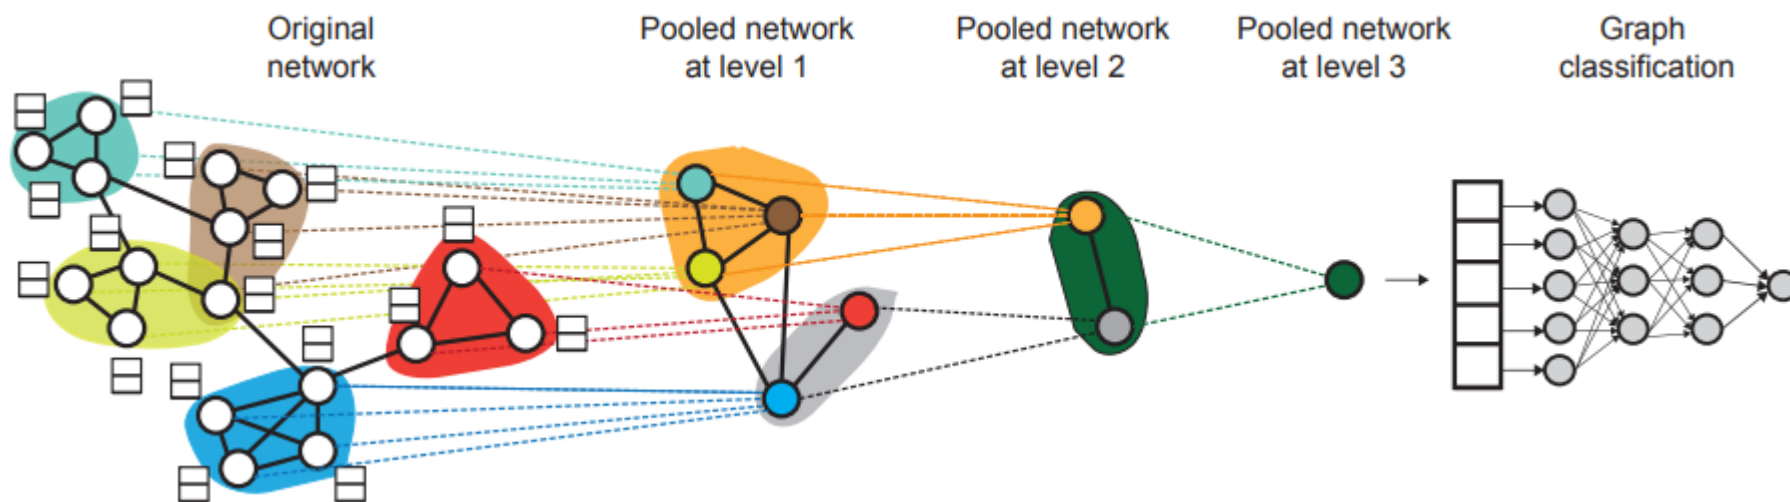 Original
network
Pooled network
at level 1
Pooled network
at level 2
Pooled network
at level 3
Graph
classification